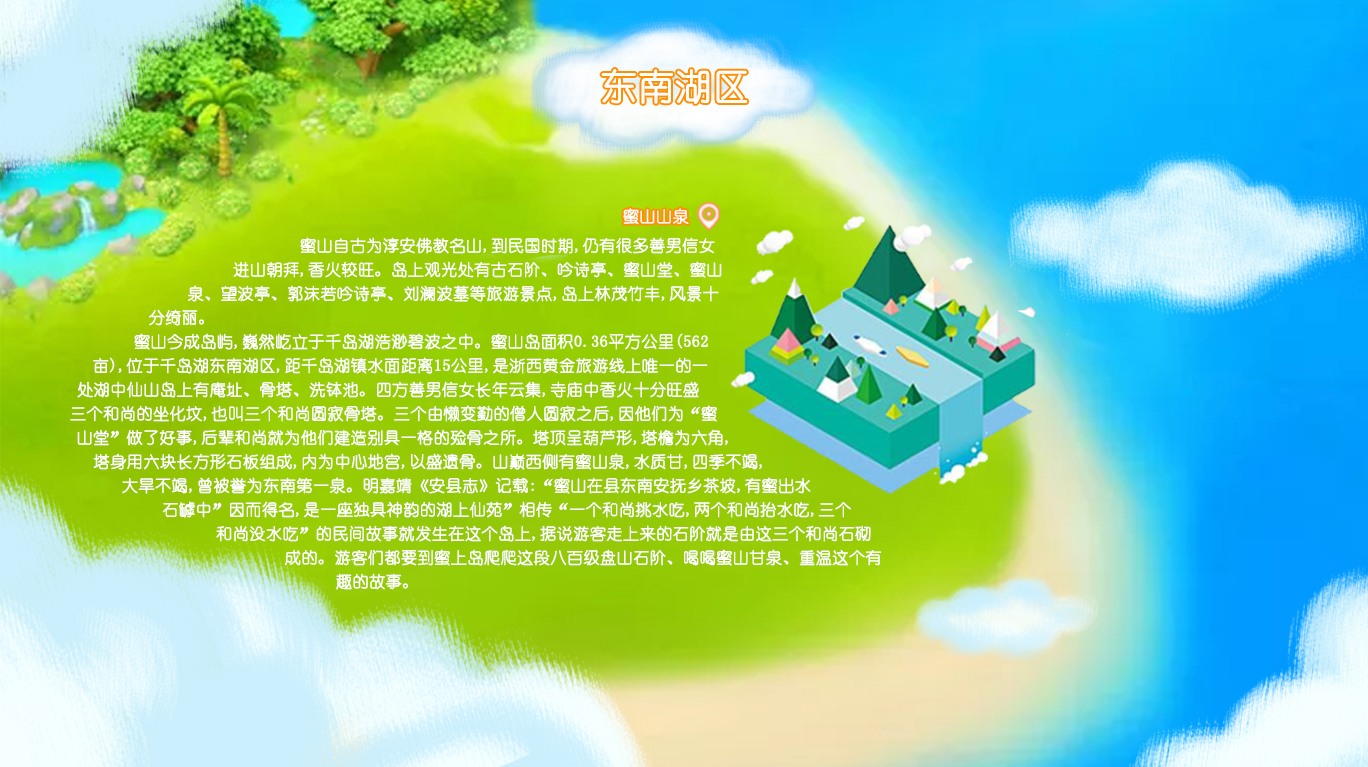 东南湖区
蜜山山泉
蜜山自古为淳安佛教名山,到民国时期,仍有很多善男信女
进山朝拜,香火较旺。岛上观光处有古石阶、吟诗亭、蜜山堂、蜜山
泉、望波亭、郭沫若吟诗亭、刘澜波墓等旅游景点,岛上林茂竹丰,风景十
分绮丽。
蜜山今成岛屿,巍然屹立于千岛湖浩渺碧波之中。蜜山岛面积0.36平方公里(562
亩),位于千岛湖东南湖区,距千岛湖镇水面距离15公里,是浙西黄金旅游线上唯一的一
处湖中仙山岛上有庵址、骨塔、洗钵池。四方善男信女长年云集,寺庙中香火十分旺盛
三个和尚的坐化坟,也叫三个和尚圆寂骨塔。三个由懒变勤的僧人圆寂之后,因他们为“蜜
山堂”做了好事,后辈和尚就为他们建造别具一格的殓骨之所。塔顶呈葫芦形,塔檐为六角,
塔身用六块长方形石板组成,内为中心地宫,以盛遗骨。山巅西侧有蜜山泉,水质甘,四季不竭,
大旱不竭,曾被誉为东南第一泉。明嘉靖《安县志》记载:“蜜山在县东南安抚乡茶坡,有蜜出水
石罅中”因而得名,是一座独具神韵的湖上仙苑”相传“一个和尚挑水吃,两个和尚抬水吃,三个
和尚没水吃”的民间故事就发生在这个岛上,据说游客走上来的石阶就是由这三个和尚石砌
成的。游客们都要到蜜上岛爬爬这段八百级盘山石阶、喝喝蜜山甘泉、重温这个有
趣的故事。